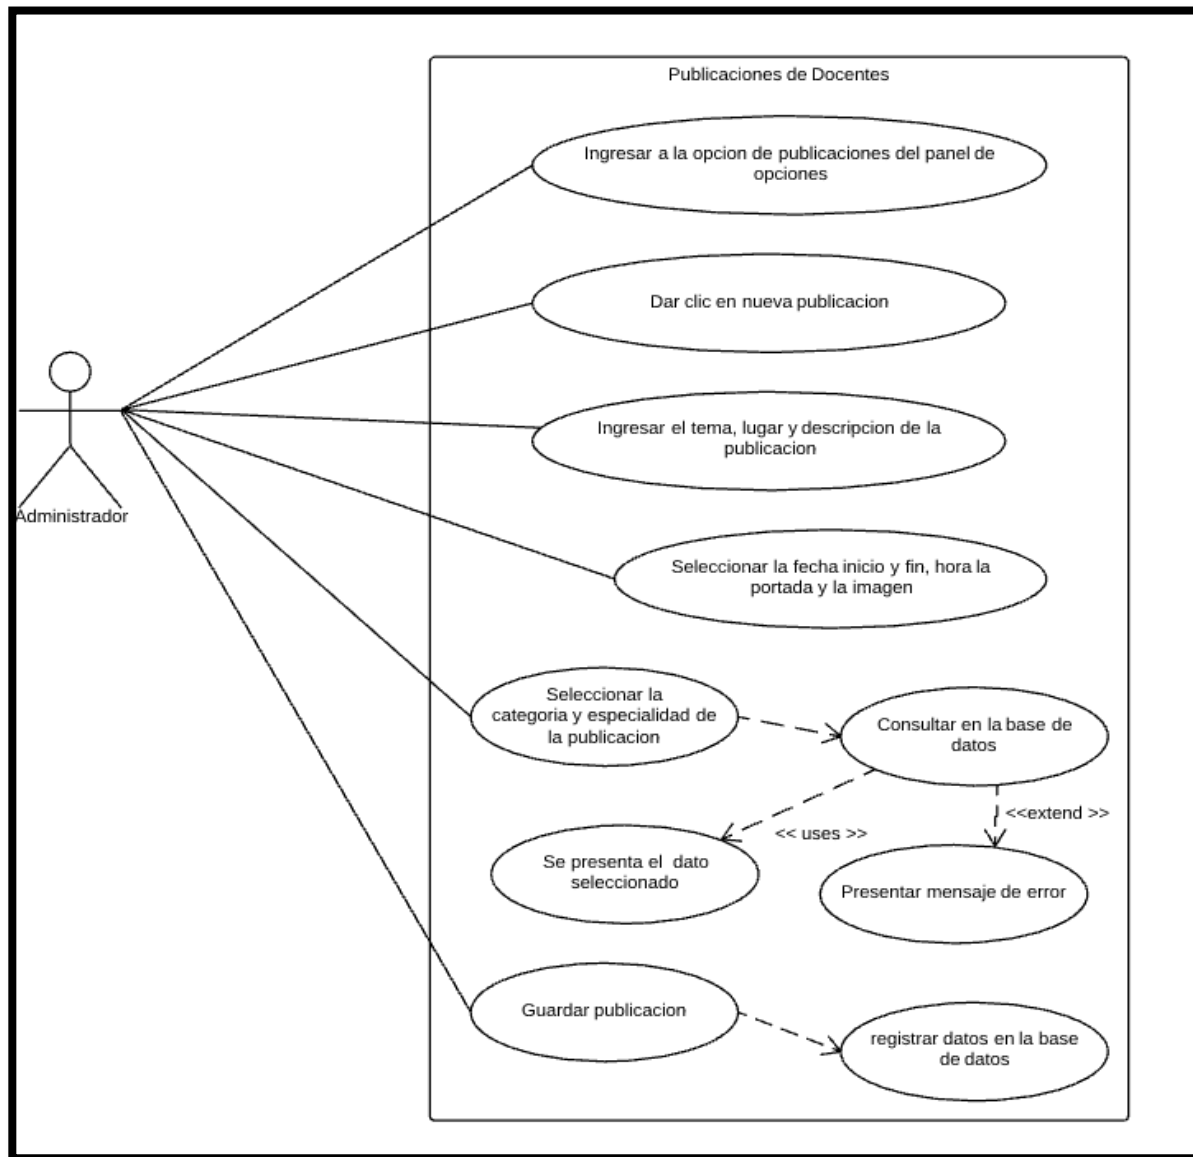 Publicaciones de Docentes
Ingresar a la opcion de publicaciones del panel de
opciones
Dar clic en nueva publicacion
Ingresar el tema, lugar y descripcion de la
publicacion
Administrador
Seleccionar la fecha inicio y fin, hora la
portada y la imagen
Seleccionar la
categoria y especialidad de
la publicacion
Consultar en la base de
datos
<< uses >>
<<extend >>
Se presenta el dato
seleccionado
Presentar mensaje de error
Guardar publicacion
registrar datos en la base
de datos